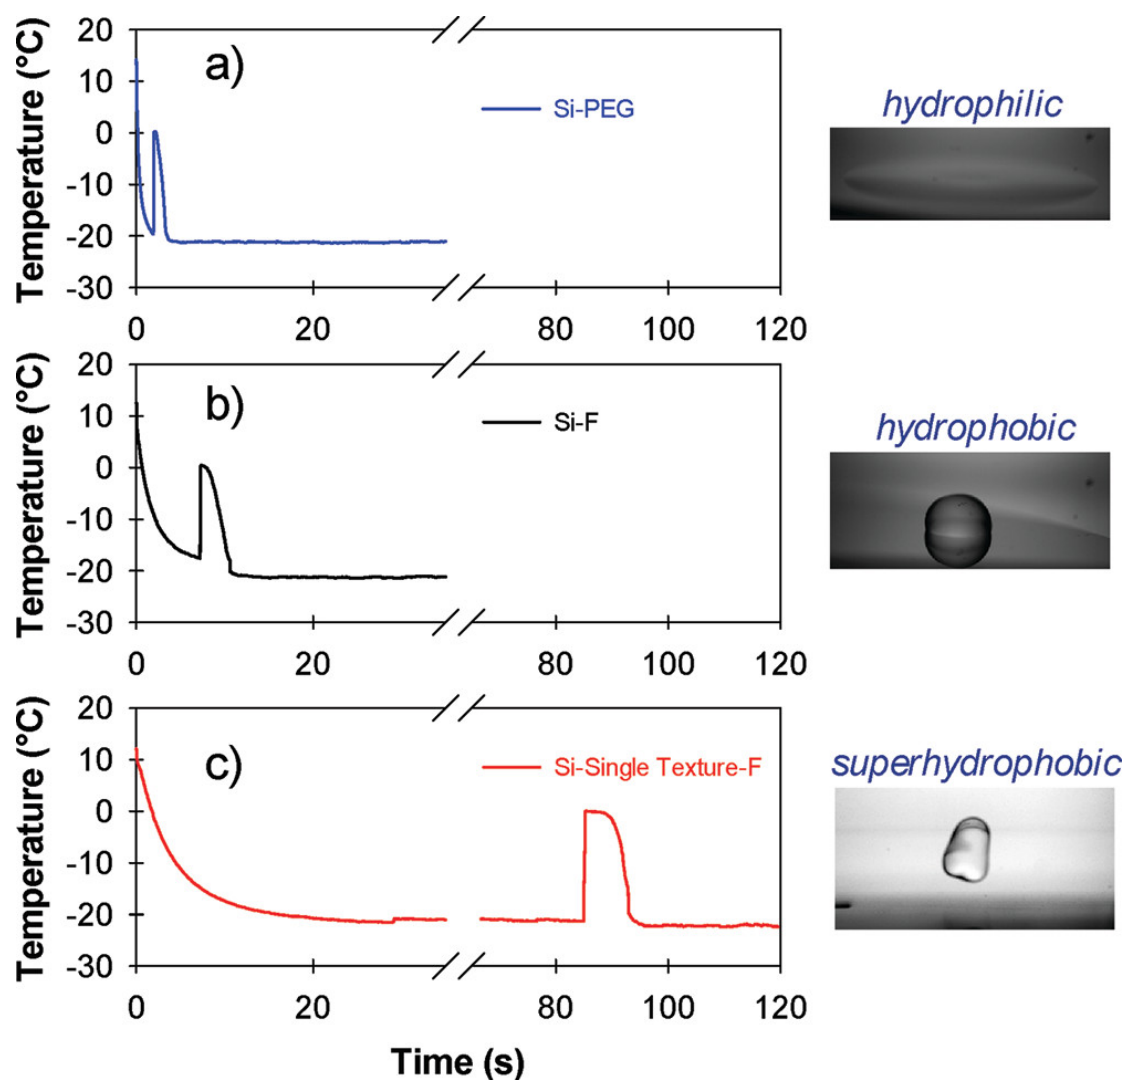 20
10
0
-10
-20
-30
Temperature (°C)
a)
Si-PEG
hydrophilic
0 20 80 100 120
20
10
0
-10
-20
-30
Temperature (°C)
b)
Si-F
hydrophobic
0 20 80 100 120
20
10
0
-10
-20
-30
Temperature (°C)
c)
Si-Single Texture-F
superhydrophobic
0 20 80 100 120
Time (s)